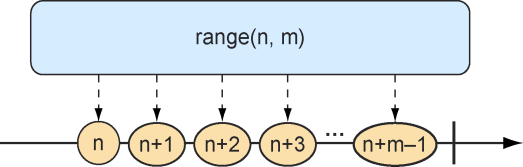 range(n, m)
n n+1 n+2 n+3 ... n+m–1